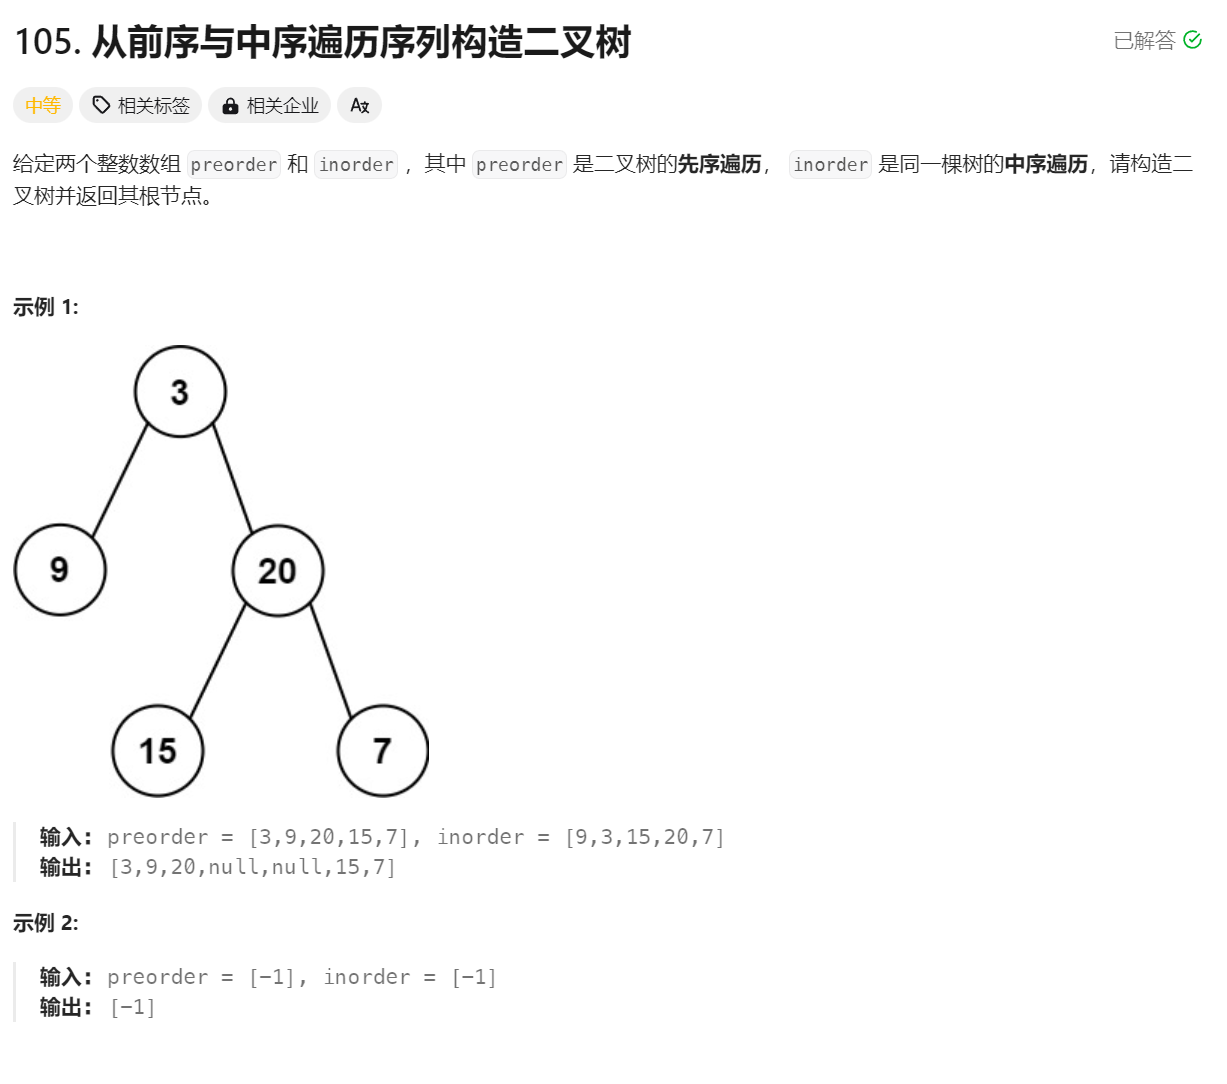 105. 从前序与中序遍历序列构造二叉树
已解答
中等 相关标签 相关企业 A文
给定两个整数数组 preorder 和 inorder ，其中 preorder 是二叉树的先序遍历， inorder 是同一棵树的中序遍历，请构造二
叉树并返回其根节点。
示例 1:
3
9 20
15 7
输入: preorder = [3,9,20,15,7], inorder = [9,3,15,20,7]
输出: [3,9,20,null,null,15,7]
示例 2:
输入: preorder = [-1], inorder = [-1]
输出: [-1]